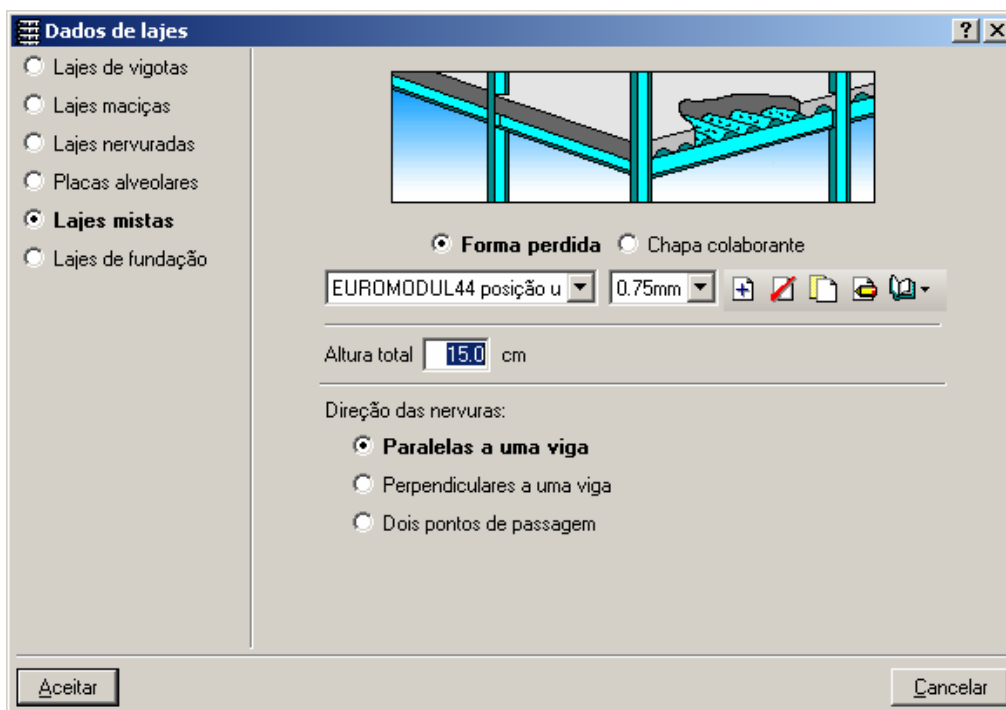 Dados de lajes
Lajes de vigotas
Lajes maciças
Lajes nervuradas
Placas alveolares
Lajes mistas
Lajes de fundação
Forma perdida Chapa colaborante
EUROMODUL44 posição u 0.75mm
Altura total 15.0 cm
Direção das nervuras:
Paralelas a uma viga
Perpendiculares a uma viga
Dois pontos de passagem
Aceitar Cancelar